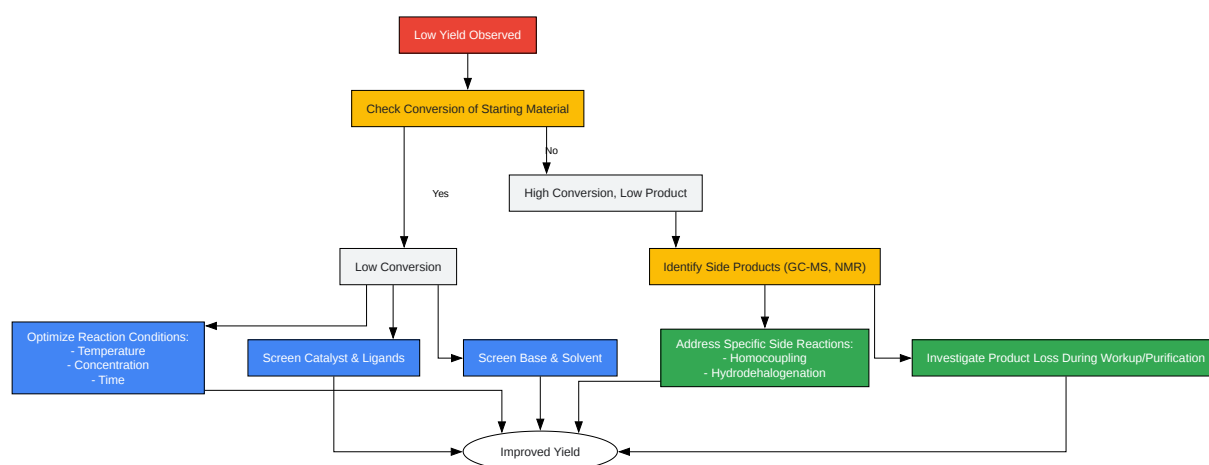 Low Yield Observed
Check Conversion of Starting Material
No
High Conversion, Low Product
Yes
Low Conversion
Identify Side Products (GC-MS, NMR)
Optimize Reaction Conditions:
- Temperature
- Concentration
- Time
Screen Catalyst & Ligands
Screen Base & Solvent
Address Specific Side Reactions:
- Homocoupling
- Hydrodehalogenation
Investigate Product Loss During Workup/Purification
Improved Yield